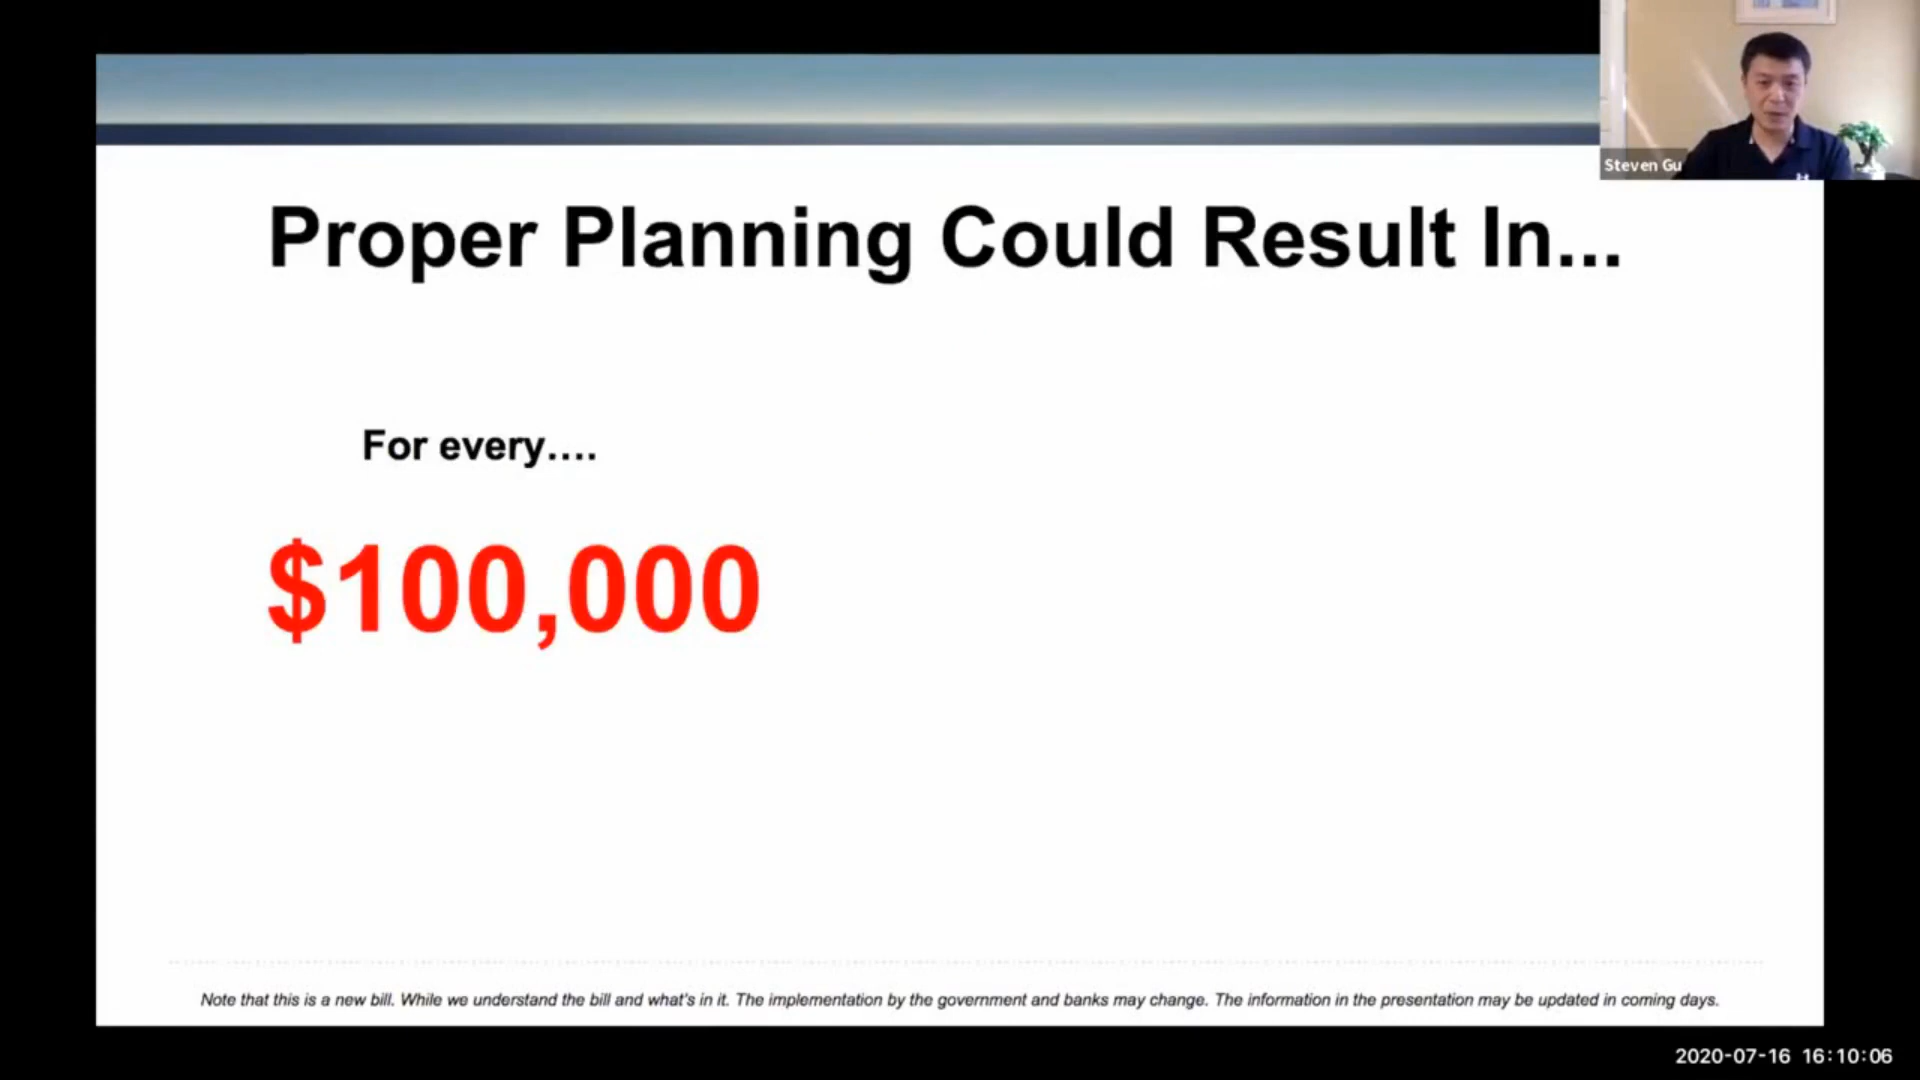 Steven Gu
Proper Planning Could Result In...
For every....
$100,000
Note that this is a new bill. While we understand the bill and what's in it. The implementation by the government and banks may change. The information in the presentation may be updated in coming days.
2020-07-16 16:10:06